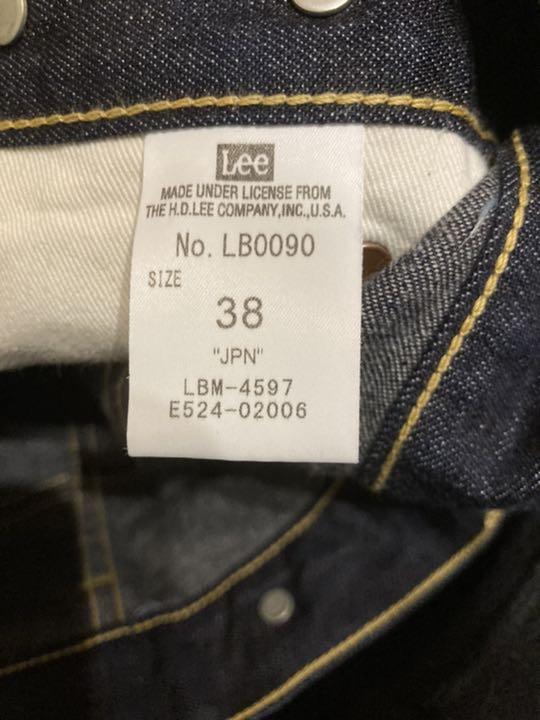 Lee
MADE UNDER LICENSE FROM
THE H.D.LEE COMPANY,INC.,U.S.A.
No. LB0090
SIZE
38
"JPN"
LBM-4597
E524-02006